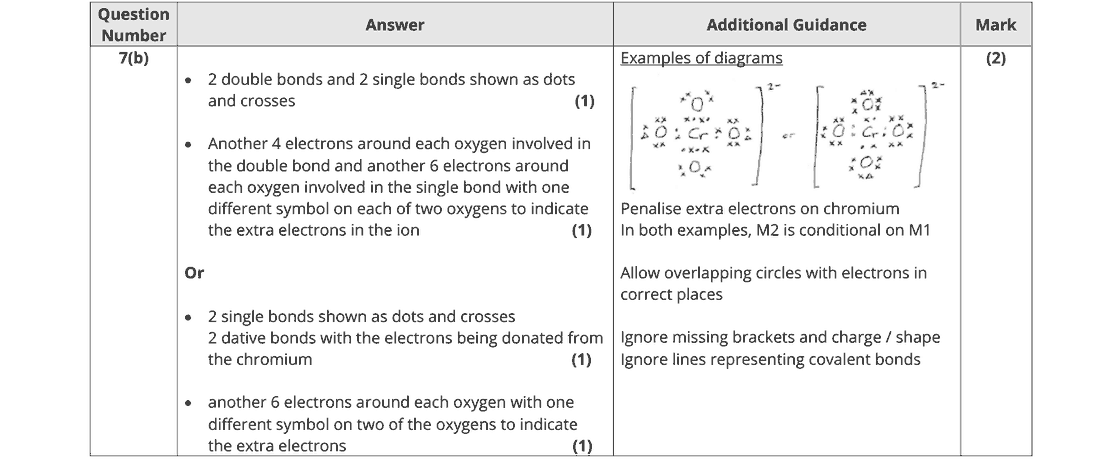 Question Number
Answer
Additional Guidance
Mark
7(b)
• 2 double bonds and 2 single bonds shown as dots
and crosses (1)
• Another 4 electrons around each oxygen involved in
the double bond and another 6 electrons around
each oxygen involved in the single bond with one
different symbol on each of two oxygens to indicate
the extra electrons in the ion (1)
Or
• 2 single bonds shown as dots and crosses
2 dative bonds with the electrons being donated from
the chromium (1)
• another 6 electrons around each oxygen with one
different symbol on two of the oxygens to indicate
the extra electrons (1)
Examples of diagrams
2-
O
O Cr O
O
or
2-
O
O Cr O
O
Penalise extra electrons on chromium
In both examples, M2 is conditional on M1
Allow overlapping circles with electrons in
correct places
Ignore missing brackets and charge / shape
Ignore lines representing covalent bonds
(2)